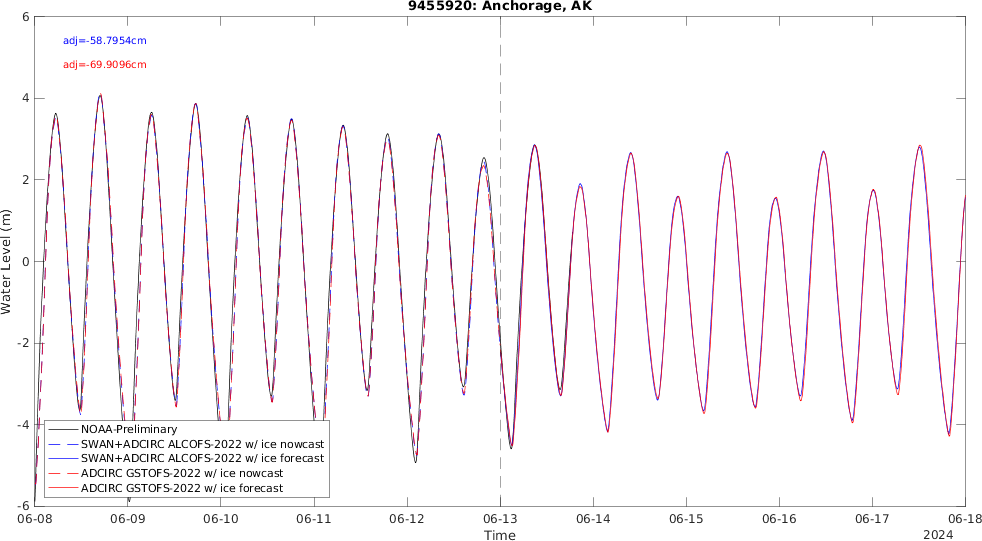 9455920: Anchorage, AK
adj=-58.7954cm
adj=-69.9096cm
Water Level (m)
6
4
2
0
-2
-4
-6
NOAA-Preliminary
SWAN+ADCIRC ALCOFS-2022 w/ ice nowcast
SWAN+ADCIRC ALCOFS-2022 w/ ice forecast
ADCIRC GSTOFS-2022 w/ ice nowcast
ADCIRC GSTOFS-2022 w/ ice forecast
06-08 06-09 06-10 06-11 06-12 06-13 06-14 06-15 06-16 06-17 06-18
Time
2024